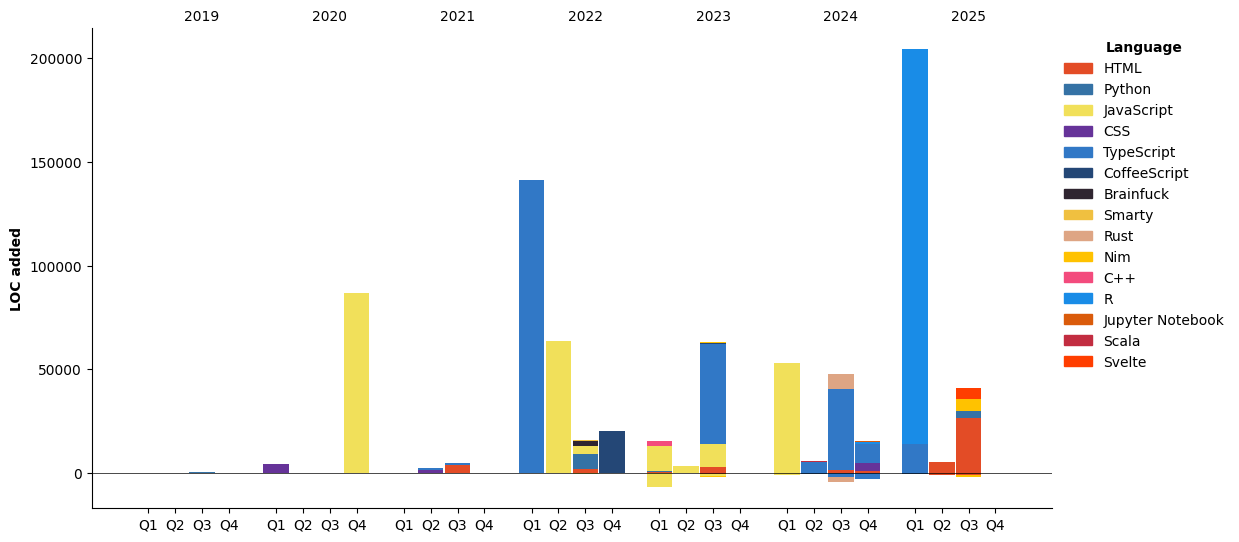 2019 2020 2021 2022 2023 2024 2025
LOC added
200000
150000
100000
50000
0
Q1 Q2 Q3 Q4 Q1 Q2 Q3 Q4 Q1 Q2 Q3 Q4 Q1 Q2 Q3 Q4 Q1 Q2 Q3 Q4 Q1 Q2 Q3 Q4 Q1 Q2 Q3 Q4
Language
HTML
Python
JavaScript
CSS
TypeScript
CoffeeScript
Brainfuck
Smarty
Rust
Nim
C++
R
Jupyter Notebook
Scala
Svelte